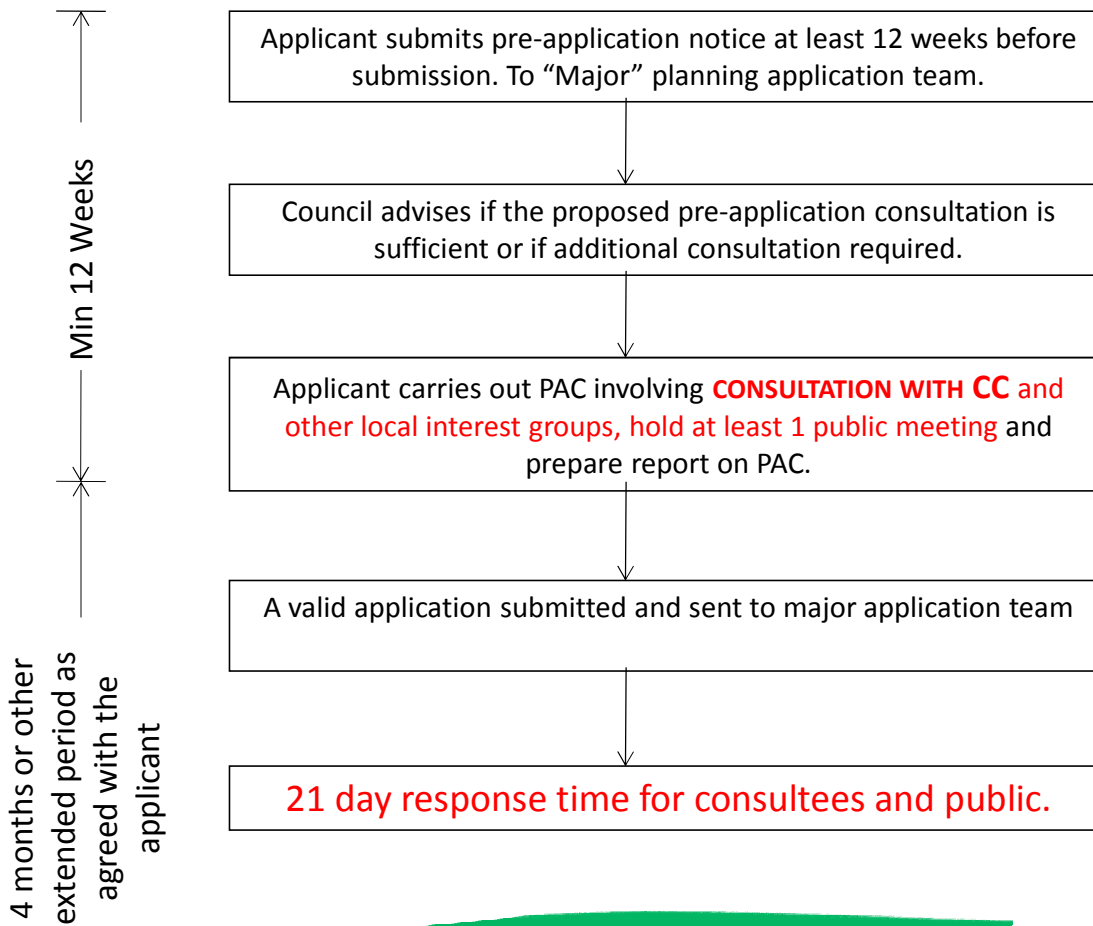 Applicant submits pre-application notice at least 12 weeks before
submission. To “Major” planning application team.
Min 12 Weeks
Council advises if the proposed pre-application consultation is
sufficient or if additional consultation required.
Applicant carries out PAC involving CONSULTATION WITH CC and
other local interest groups, hold at least 1 public meeting and
prepare report on PAC.
A valid application submitted and sent to major application team
4 months or other
extended period as
agreed with the
applicant
21 day response time for consultees and public.